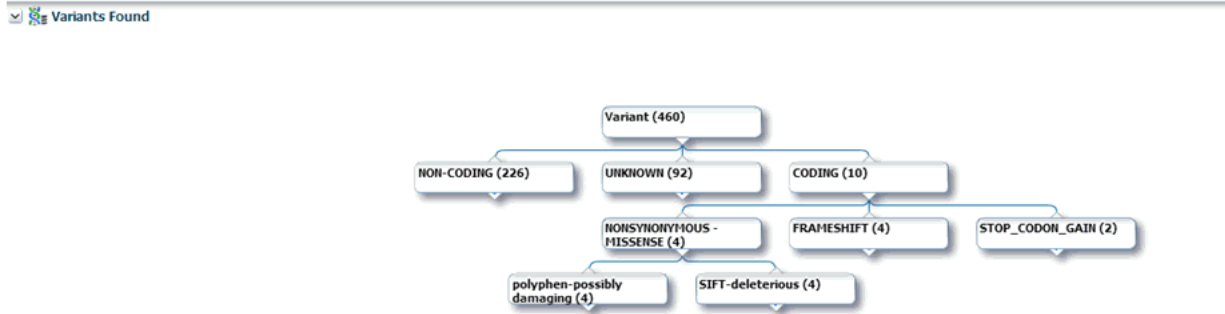 Variants Found
Variant (460)
NON-CODING (226)
UNKNOWN (92)
CODING (10)
NONSYNONYMOUS -
MISSENSE (4)
FRAMESHIFT (4)
STOP_CODON_GAIN (2)
polyphen-possibly
damaging (4)
SIFT-deleterious (4)